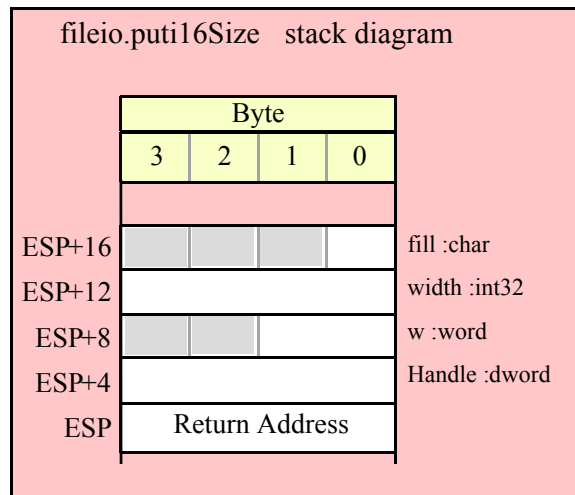 fileio.puti16Size stack diagram
Byte
3 2 1 0
ESP+16 fill :char
ESP+12 width :int32
ESP+8 w :word
ESP+4 Handle :dword
ESP Return Address